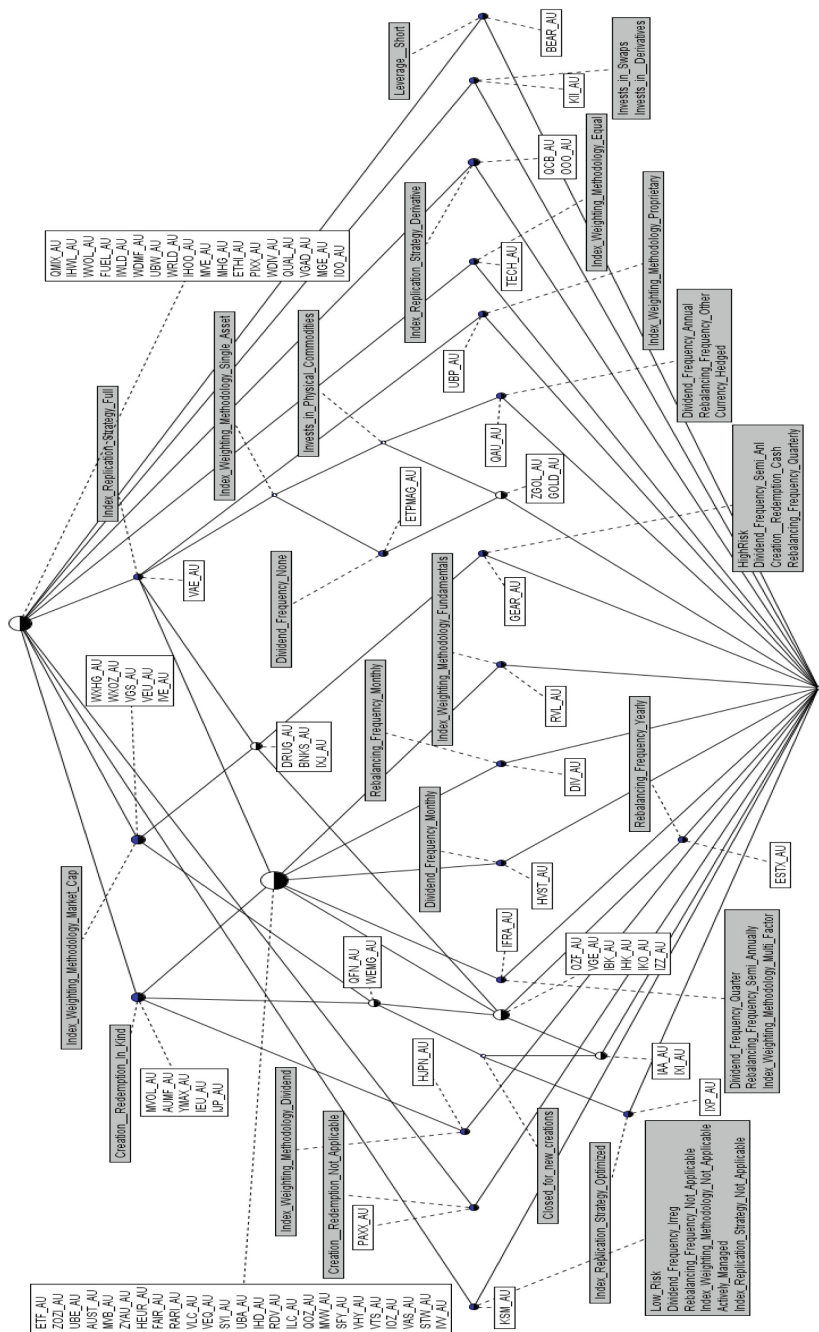 Leverage__Short
BEAR_AU
KII_AU
Invests_in_Swaps
Invests_in__Derivatives
QMIX_AU
IHWL_AU
WVOL_AU
FUEL_AU
IWLD_AU
WDMF_AU
UBW_AU
WRLD_AU
IHOO_AU
MVE_AU
MHG_AU
ETHI_AU
PIXX_AU
WDIV_AU
QUAL_AU
VGAD_AU
MGE_AU
IOO_AU
Index_Replication_Strategy_Derivative
QCB_AU
OOO_AU
Index_Weighting_Methodology_Equal
TECH_AU
Index_Weighting_Methodology_Proprietary
UBP_AU
Index_Weighting_Methodology_Single_Asset
Invests_in_Physical_Commodities
QAU_AU
Dividend_Frequency_Annual
Rebalancing_Frequency_Other
Currency_Hedged
Index_Replication_Strategy_Full
VAE_AU
ETPMAG_AU
ZGOL_AU
GOLD_AU
Dividend_Frequency_None
GEAR_AU
HighRisk
Dividend_Frequency_Semi_Anl
Creation__Redemption_Cash
Rebalancing_Frequency_Quarterly
WXHG_AU
WXOZ_AU
VGS_AU
VEU_AU
IVE_AU
Index_Weighting_Methodology_Fundamentals
RVL_AU
DRUG_AU
BNKS_AU
IXJ_AU
Rebalancing_Frequency_Monthly
DIV_AU
Rebalancing_Frequency_Yearly
ESTX_AU
Index_Weighting_Methodology_Market_Cap
Dividend_Frequency_Monthly
HVST_AU
IFRA_AU
Dividend_Frequency_Quarter
Rebalancing_Frequency_Semi_Annually
Index_Weighting_Methodology_Multi_Factor
QFN_AU
WEMG_AU
OZF_AU
VGE_AU
IBK_AU
IHK_AU
IKO_AU
IZZ_AU
Creation__Redemption_In_Kind
MVOL_AU
AUMF_AU
YMAX_AU
IEU_AU
IJP_AU
HJPN_AU
IAA_AU
IXI_AU
IXP_AU
Index_Weighting_Methodology_Dividend
Creation__Redemption_Not_Applicable
PAXX_AU
Closed_for_new_creations
Index_Replication_Strategy_Optimized
KSM_AU
Low_Risk
Dividend_Frequency_Irreg
Rebalancing_Frequency_Not_Applicable
Index_Weighting_Methodology_Not_Applicable
Actively_Managed
Index_Replication_Strategy_Not_Applicable
ETF_AU
ZOZI_AU
UBE_AU
AUST_AU
MVB_AU
ZYAU_AU
HEUR_AU
FAIR_AU
RARI_AU
VLC_AU
VEQ_AU
SYI_AU
UBA_AU
IHD_AU
RDV_AU
ILC_AU
QOZ_AU
MVW_AU
SFY_AU
VHY_AU
VTS_AU
IOZ_AU
VAS_AU
STW_AU
IVV_AU